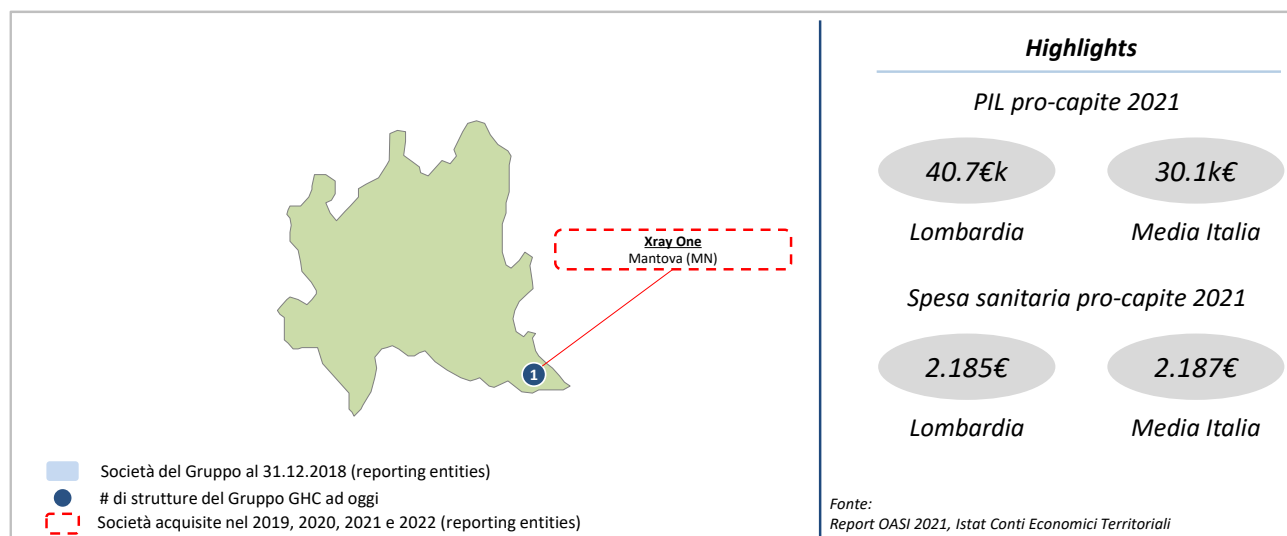 Xray One
Mantova (MN)
1
Società del Gruppo al 31.12.2018 (reporting entities)
# di strutture del Gruppo GHC ad oggi
Società acquisite nel 2019, 2020, 2021 e 2022 (reporting entities)
Highlights
PIL pro-capite 2021
40.7€k 30.1k€
Lombardia Media Italia
Spesa sanitaria pro-capite 2021
2.185€ 2.187€
Lombardia Media Italia
Fonte:
Report OASI 2021, Istat Conti Economici Territoriali